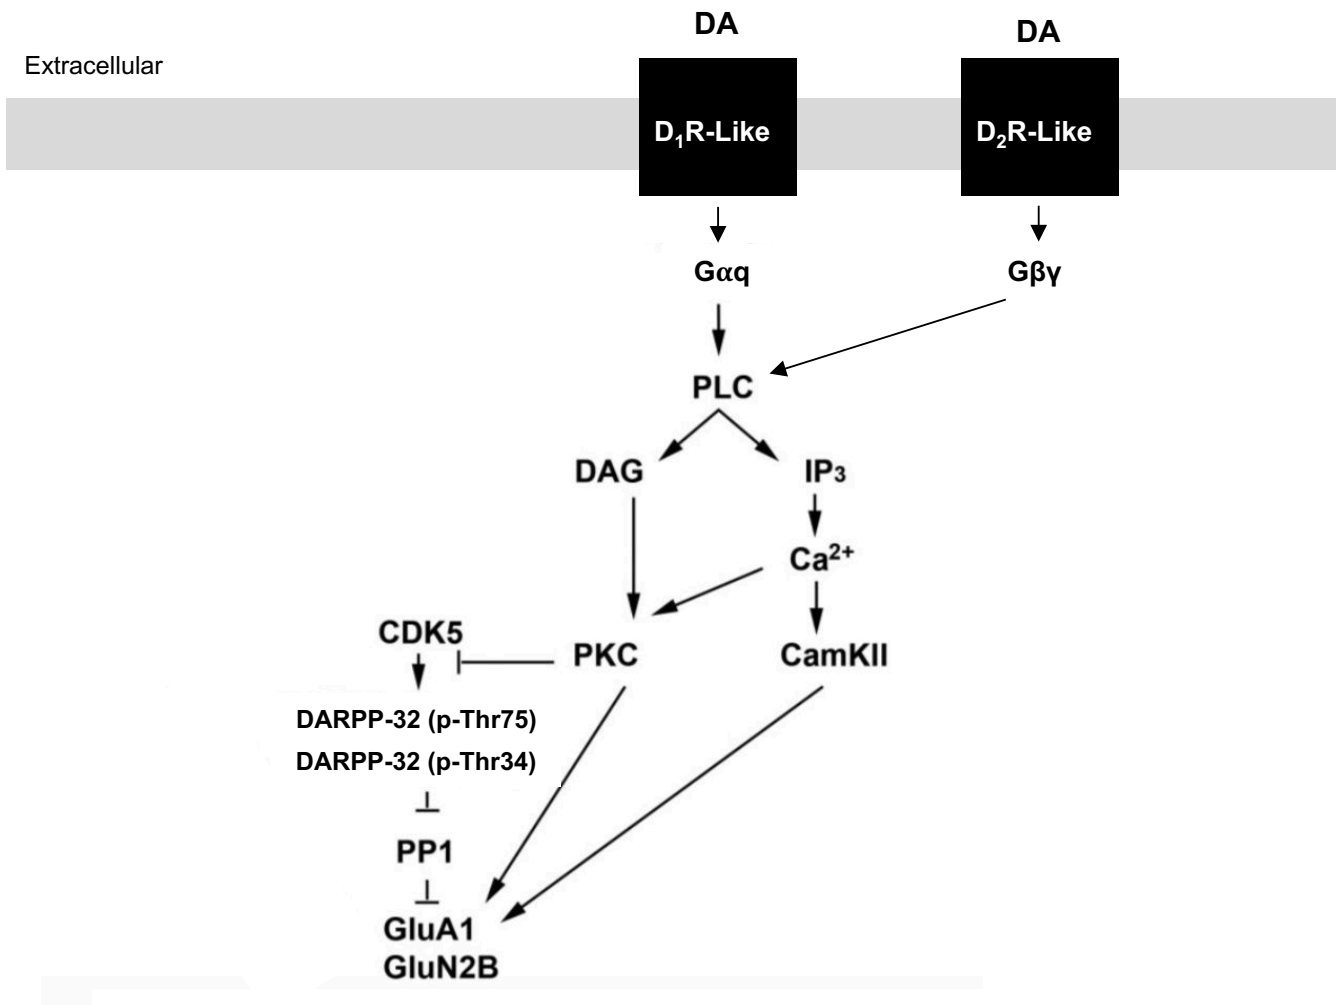 DA
DA
Extracellular
D₁R-Like
D₂R-Like
Gαq
Gβγ
PLC
DAG
IP₃
Ca²⁺
CDK5
PKC
CamKII
DARPP-32 (p-Thr75)
DARPP-32 (p-Thr34)
PP1
GluA1
GluN2B